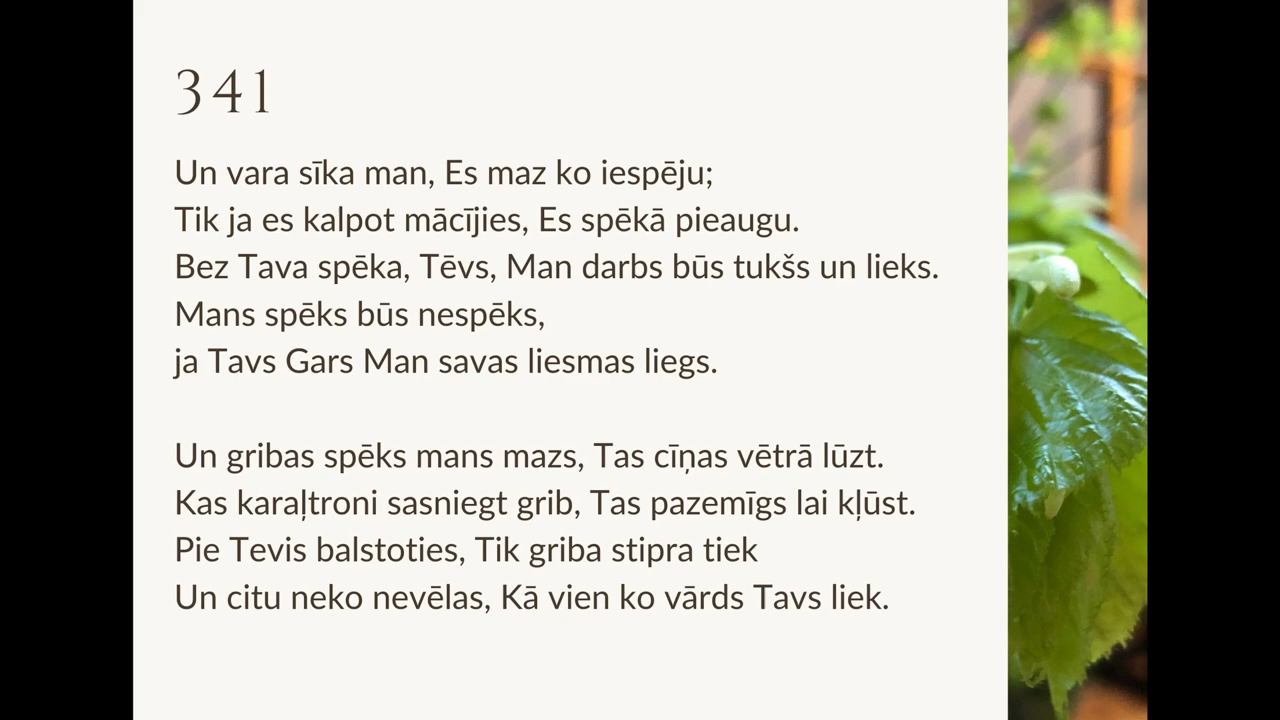 341
Un vara sīka man, Es maz ko iespēju;
Tik ja es kalpot mācījies, Es spēkā pieaugu.
Bez Tava spēka, Tēvs, Man darbs būs tukšs un lieks.
Mans spēks būs nespēks,
ja Tavs Gars Man savas liesmas liegs.
Un gribas spēks mans mazs, Tas cīņas vētrā lūzt.
Kas karaļtroni sasniegt grib, Tas pazemīgs lai kļūst.
Pie Tevis balstoties, Tik griba stipra tiek
Un citu neko nevēlas, Kā vien ko vārds Tavs liek.